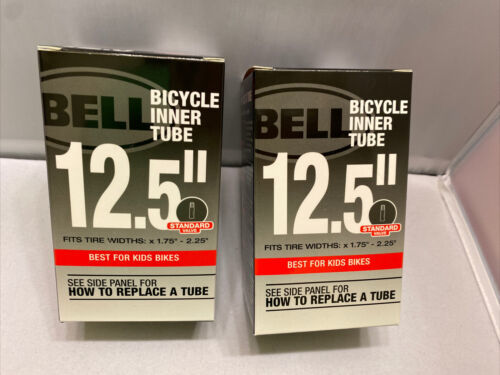 BELL
BICYCLE
INNER
TUBE
12.5"
STANDARD
VALVE
FITS TIRE WIDTHS: x 1.75" - 2.25"
BEST FOR KIDS BIKES
SEE SIDE PANEL FOR
HOW TO REPLACE A TUBE
BELL
BICYCLE
INNER
TUBE
12.5"
STANDARD
VALVE
FITS TIRE WIDTHS: x 1.75" - 2.25"
BEST FOR KIDS BIKES
SEE SIDE PANEL FOR
HOW TO REPLACE A TUBE